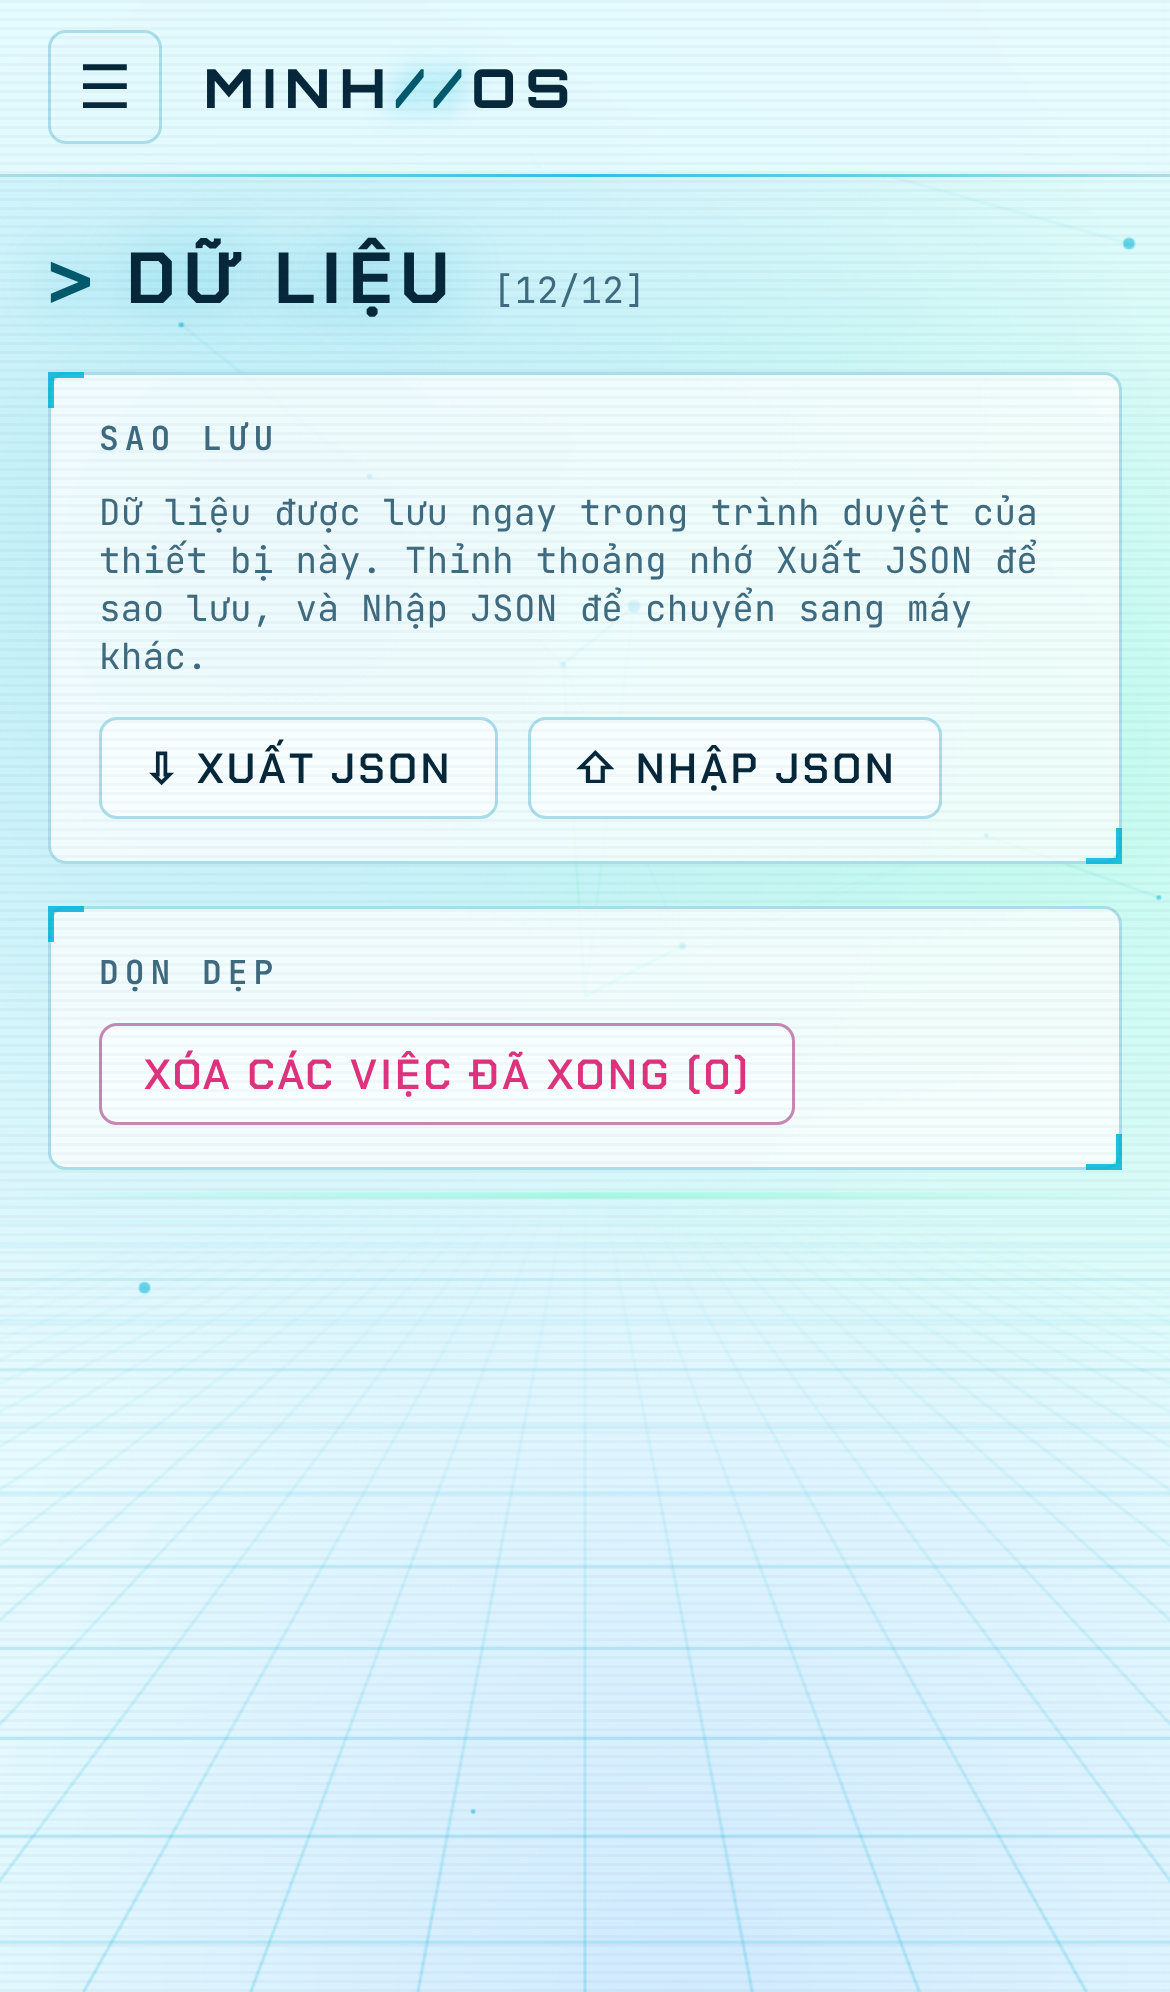 ☰ MINH//OS
> DỮ LIỆU [12/12]
SAO LƯU
Dữ liệu được lưu ngay trong trình duyệt của
thiết bị này. Thỉnh thoảng nhớ Xuất JSON để
sao lưu, và Nhập JSON để chuyển sang máy
khác.
⇩ XUẤT JSON
⇧ NHẬP JSON
DỌN DẸP
XÓA CÁC VIỆC ĐÃ XONG (0)